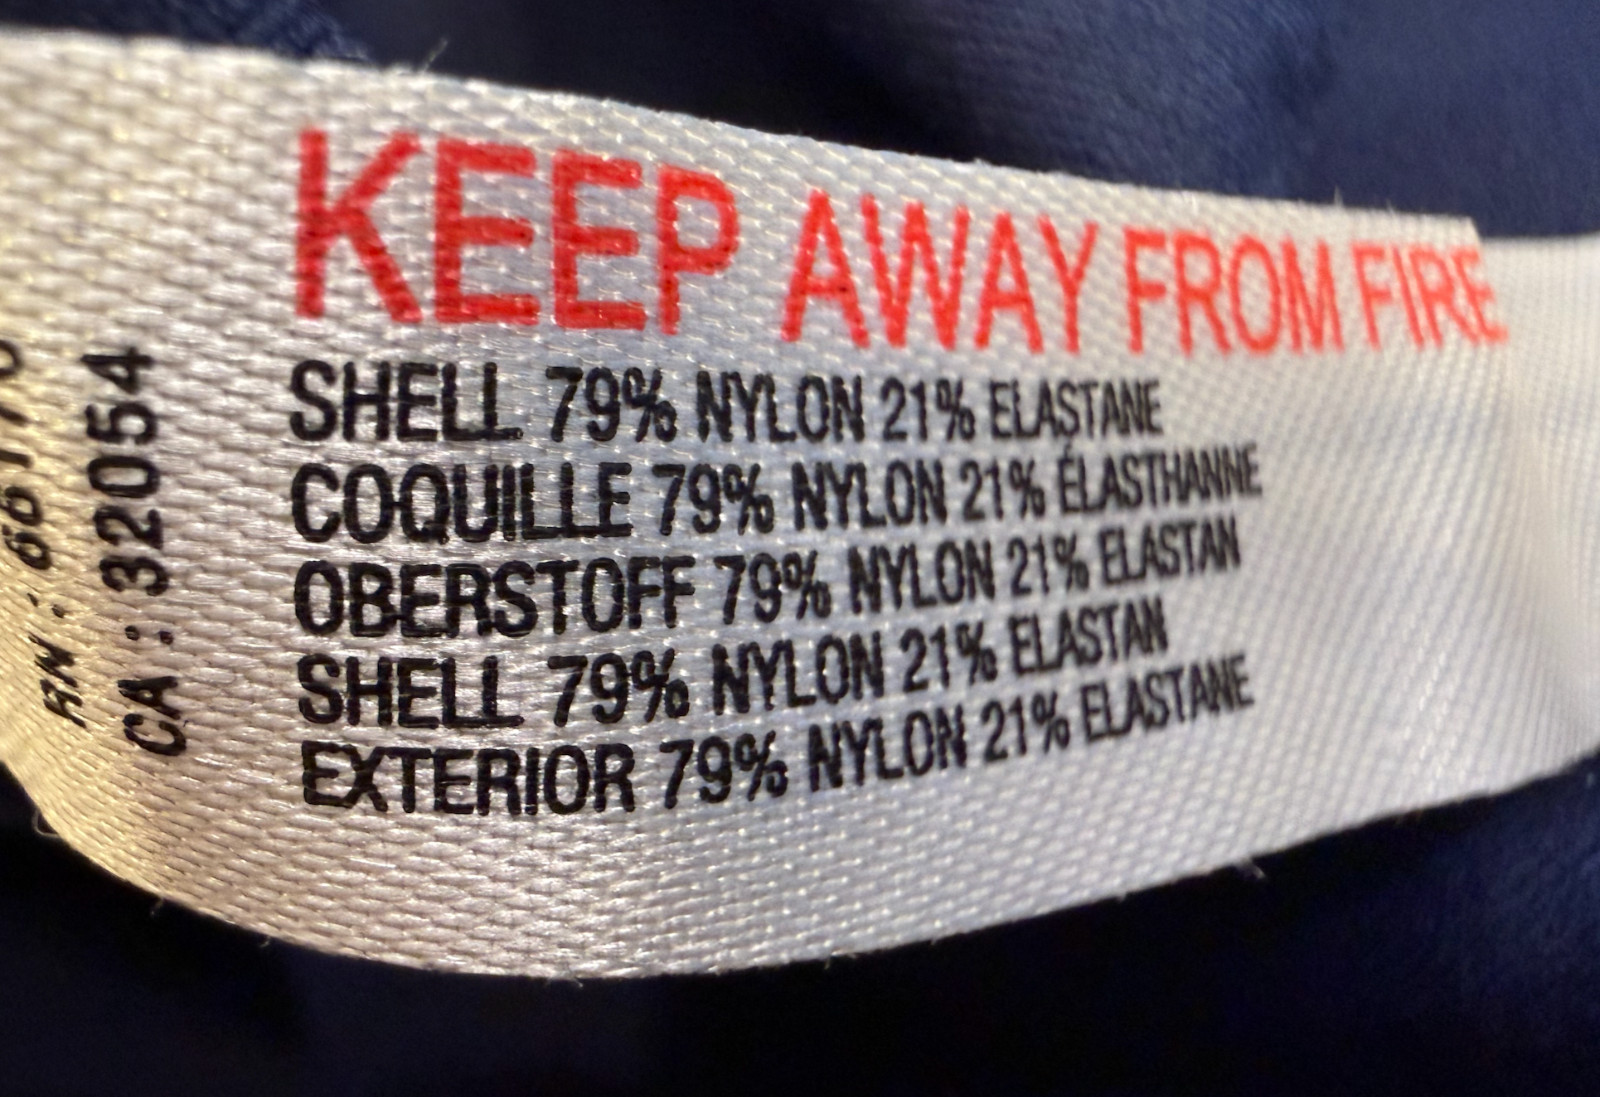 KEEP AWAY FROM FIRE
SHELL 79% NYLON 21% ELASTANE
COQUILLE 79% NYLON 21% ÉLASTHANNE
OBERSTOFF 79% NYLON 21% ELASTAN
SHELL 79% NYLON 21% ELASTAN
EXTERIOR 79% NYLON 21% ELASTANE
RN:
CA: 32054